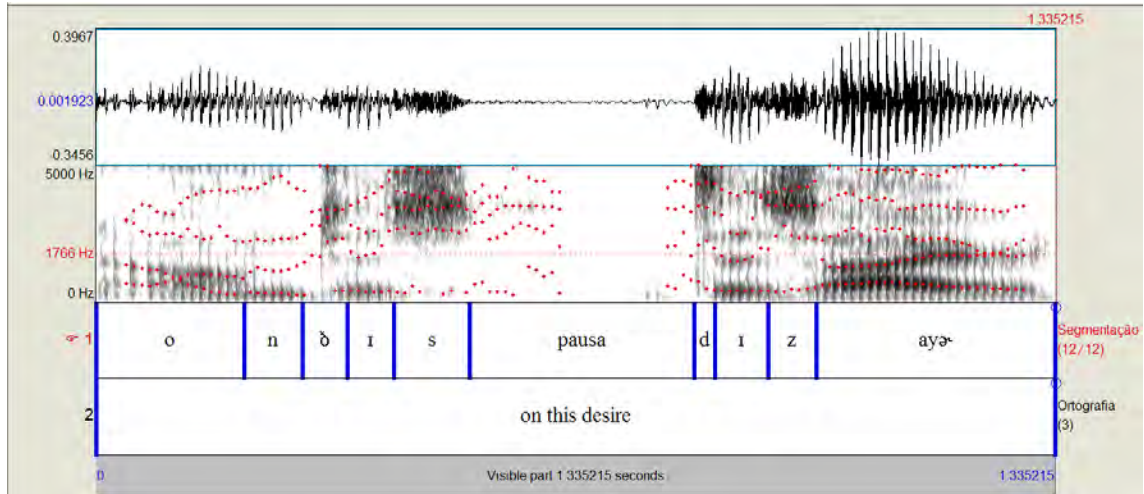 1.335215
0.3967
0.001923
-0.3456
5000 Hz
1766 Hz
0 Hz
1
o n ð ɪ s pausa d ɪ z ayɚ
Segmentação
(12/12)
2
on this desire
Ortografia
(3)
0
Visible part 1.335215 seconds
1.335215